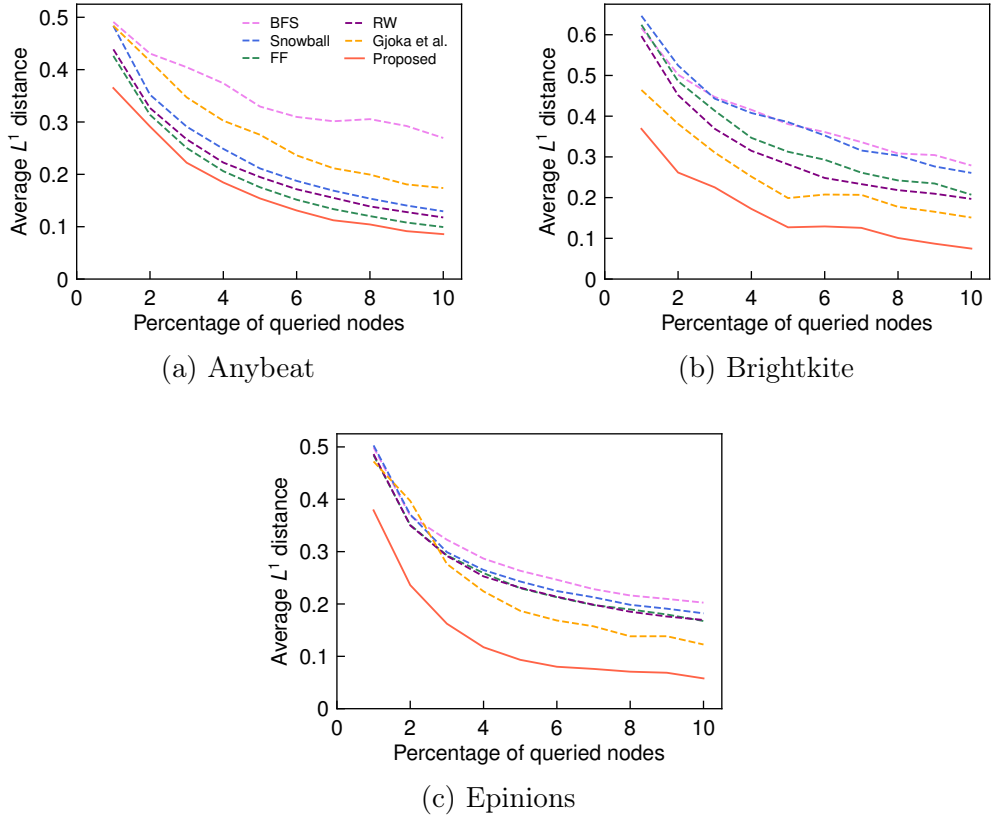 BFS
Snowball
FF
RW
Gjoka et al.
Proposed
Average L¹ distance
0.5
0.4
0.3
0.2
0.1
0
0 2 4 6 8 10
Percentage of queried nodes
(a) Anybeat
Average L¹ distance
0.6
0.5
0.4
0.3
0.2
0.1
0
0 2 4 6 8 10
Percentage of queried nodes
(b) Brightkite
Average L¹ distance
0.5
0.4
0.3
0.2
0.1
0
0 2 4 6 8 10
Percentage of queried nodes
(c) Epinions